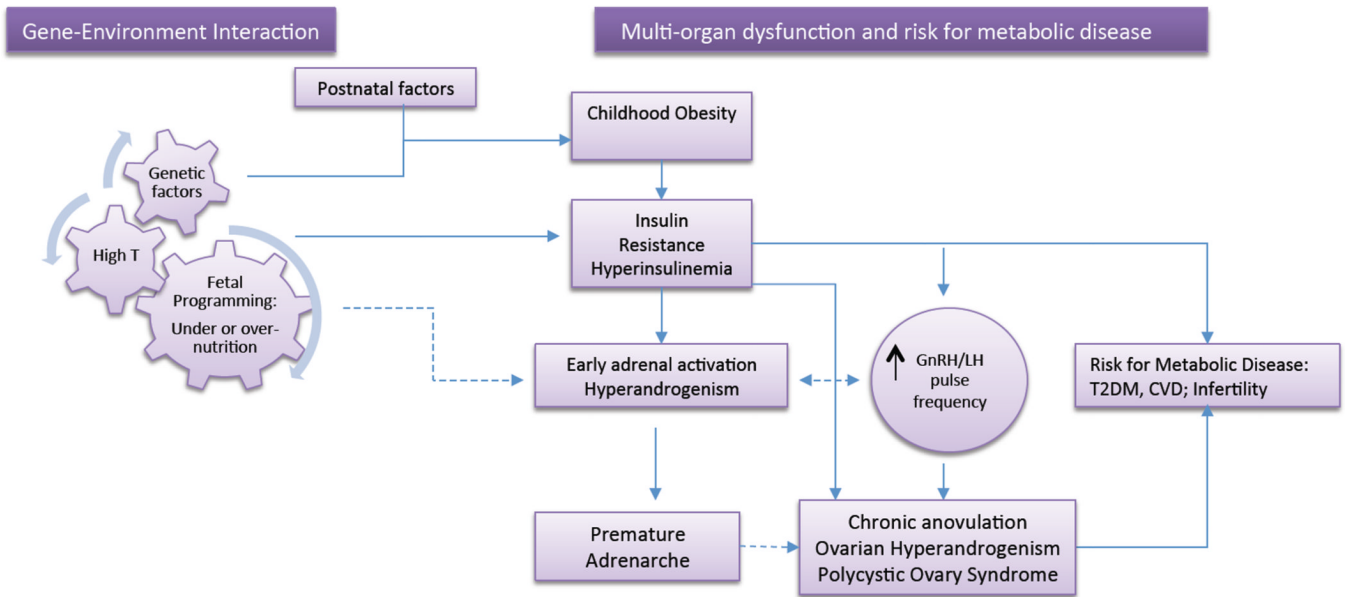 Gene-Environment Interaction
Multi-organ dysfunction and risk for metabolic disease
Postnatal factors
Childhood Obesity
Genetic
factors
High T
Fetal
Programming:
Under or over-
nutrition
Insulin
Resistance
Hyperinsulinemia
Early adrenal activation
Hyperandrogenism
GnRH/LH
pulse
frequency
Risk for Metabolic Disease:
T2DM, CVD; Infertility
Premature
Adrenarche
Chronic anovulation
Ovarian Hyperandrogenism
Polycystic Ovary Syndrome